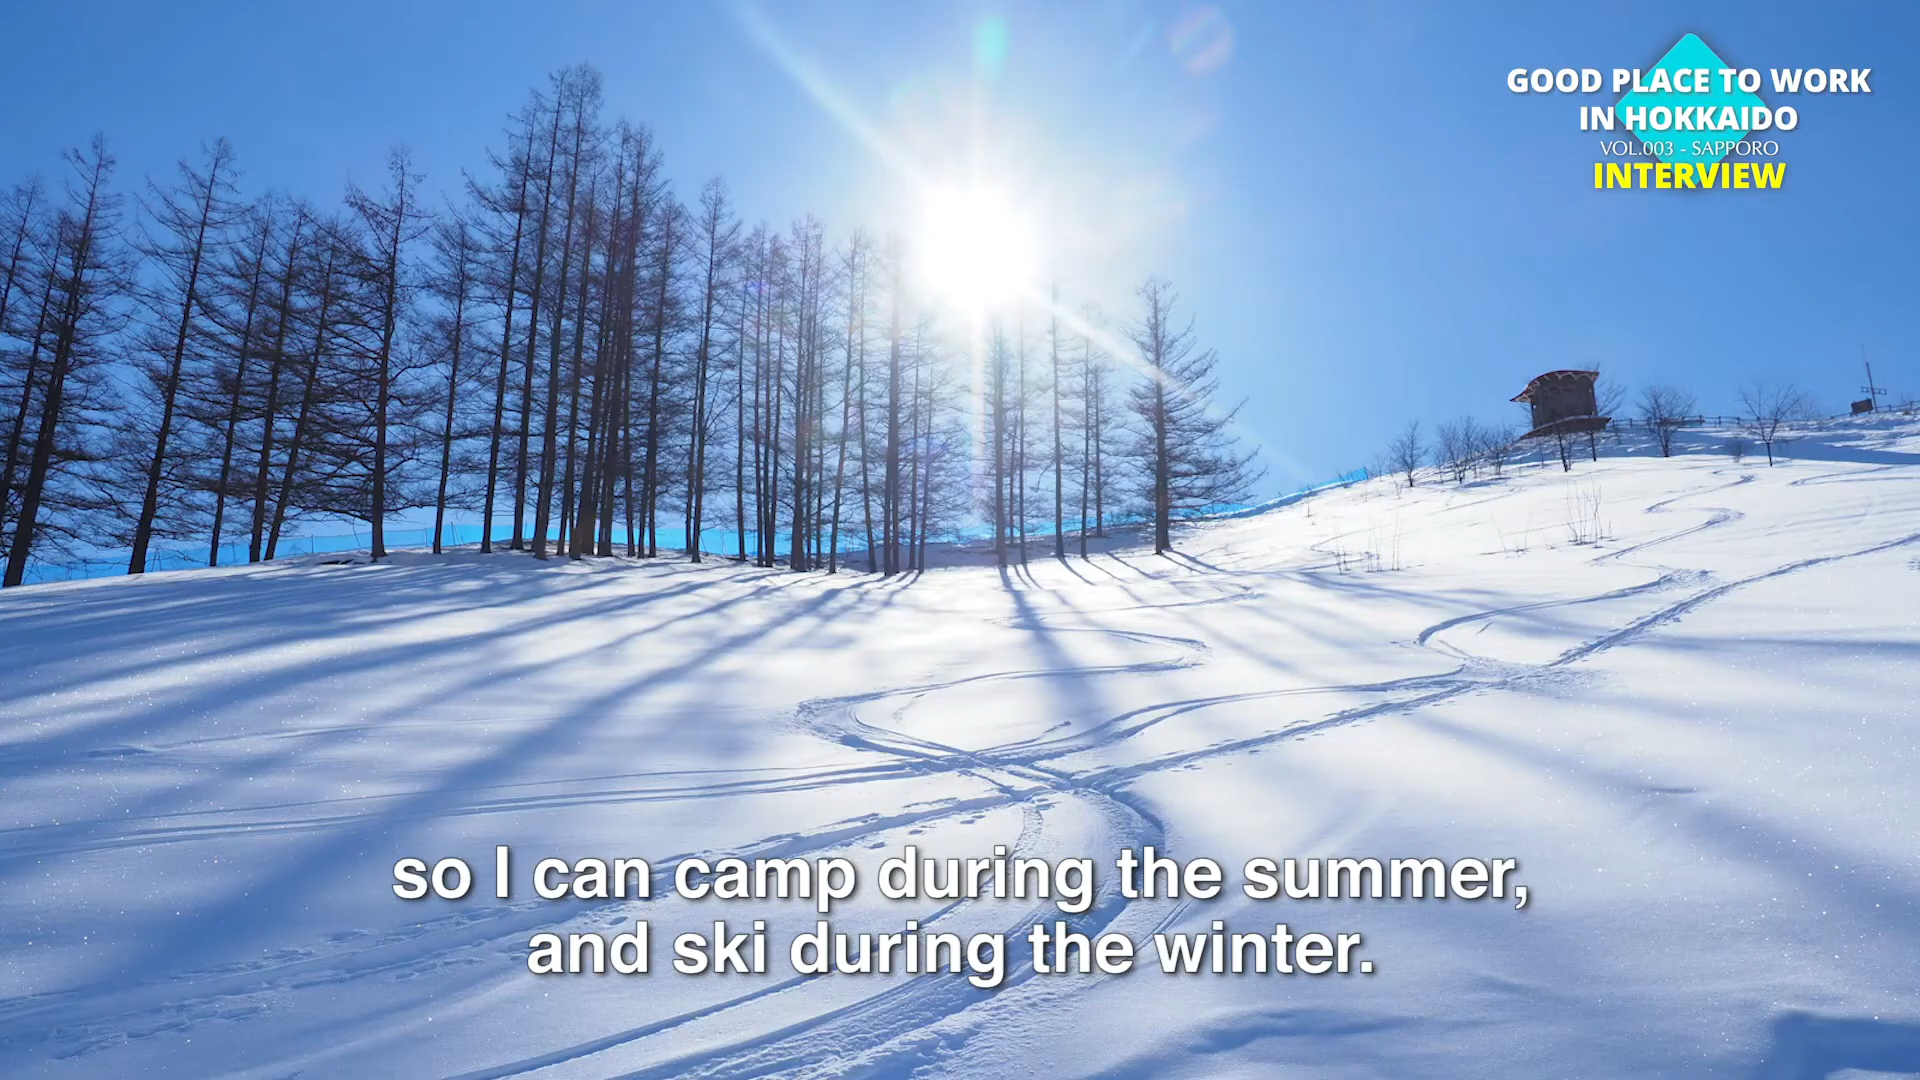 GOOD PLACE TO WORK
IN HOKKAIDO
VOL.003 - SAPPORO
INTERVIEW
so I can camp during the summer,
and ski during the winter.